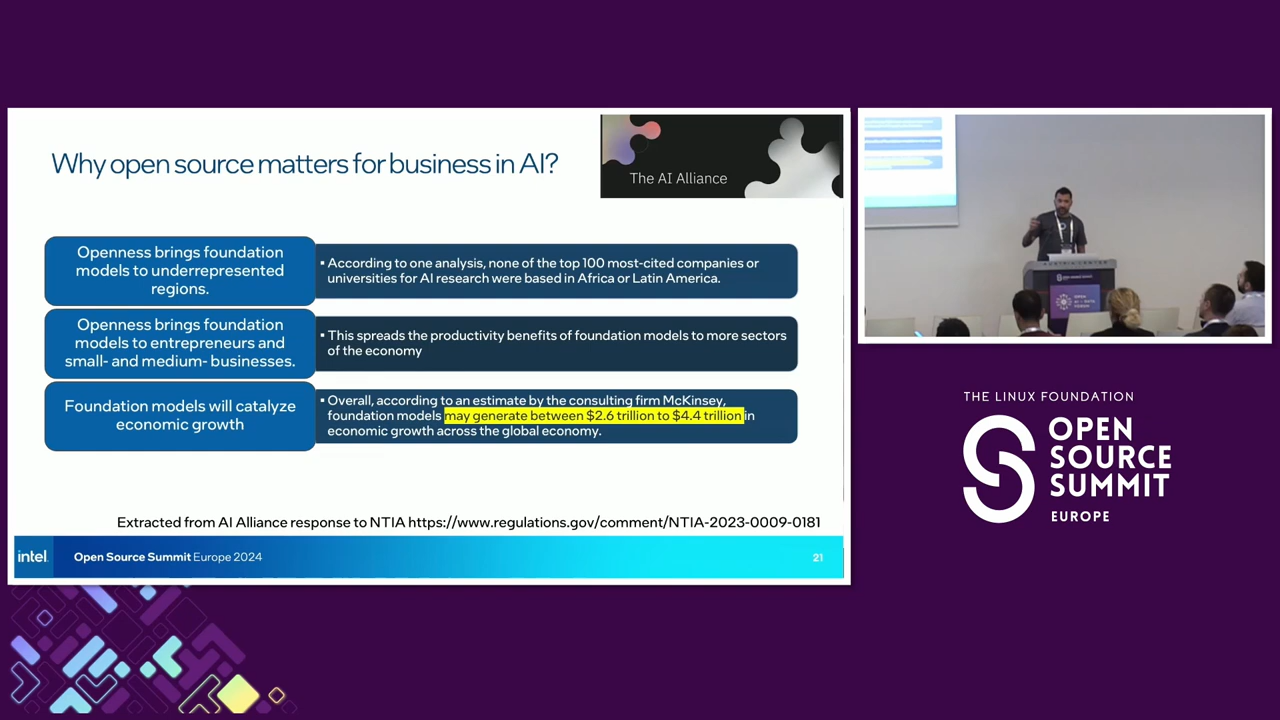 Why open source matters for business in AI?
The AI Alliance
Openness brings foundation
models to underrepresented
regions.
▪ According to one analysis, none of the top 100 most-cited companies or
universities for AI research were based in Africa or Latin America.
Openness brings foundation
models to entrepreneurs and
small- and medium- businesses.
▪ This spreads the productivity benefits of foundation models to more sectors
of the economy
Foundation models will catalyze
economic growth
▪ Overall, according to an estimate by the consulting firm McKinsey,
foundation models may generate between $2.6 trillion to $4.4 trillion in
economic growth across the global economy.
Extracted from AI Alliance response to NTIA https://www.regulations.gov/comment/NTIA-2023-0009-0181
intel.
Open Source Summit Europe 2024
21
THE LINUX FOUNDATION
OPEN
SOURCE
SUMMIT
EUROPE